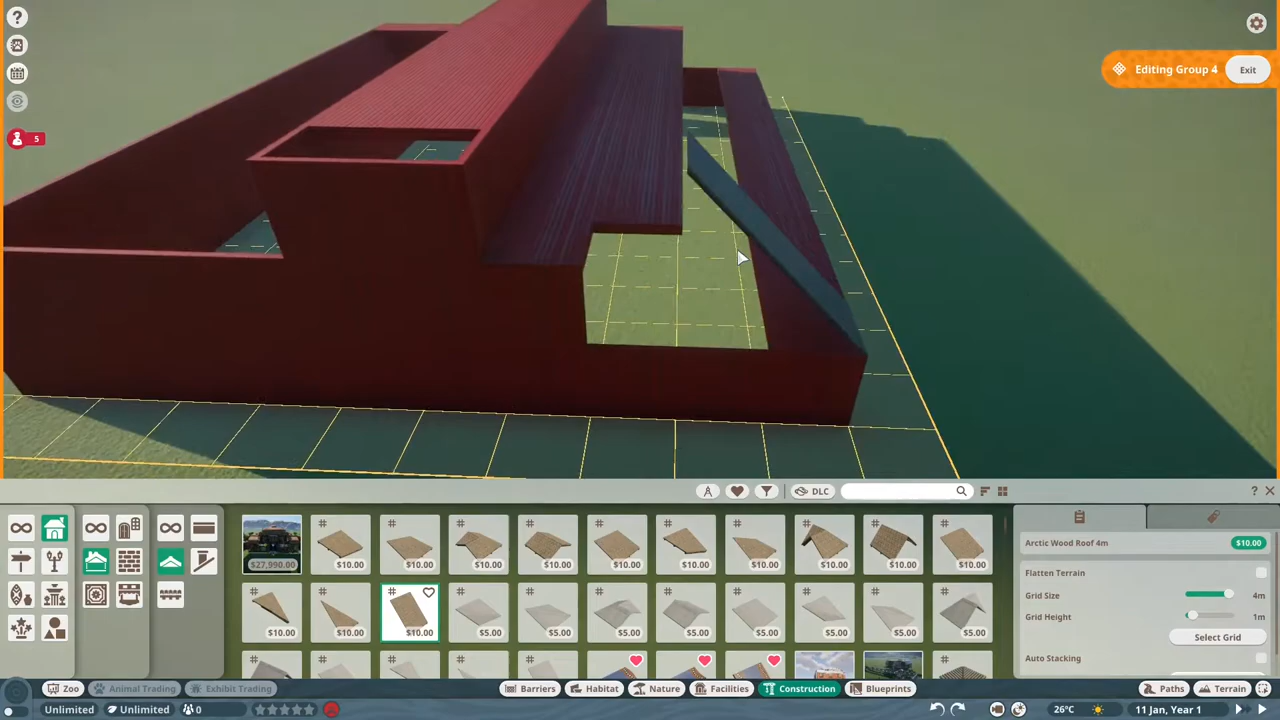 ?
Editing Group 4
Exit
5
DLC
? ×
$27,990.00
$10.00
$10.00
$10.00
$10.00
$10.00
$10.00
$10.00
$10.00
$10.00
$10.00
$10.00
$10.00
$10.00
$5.00
$5.00
$5.00
$5.00
$5.00
$5.00
$5.00
$5.00
Arctic Wood Roof 4m
$10.00
Flatten Terrain
Grid Size
4m
Grid Height
1m
Select Grid
Auto Stacking
Zoo
Animal Trading
Exhibit Trading
Barriers
Habitat
Nature
Facilities
Construction
Blueprints
Paths
Terrain
Unlimited
Unlimited
0
26°C
11 Jan, Year 1